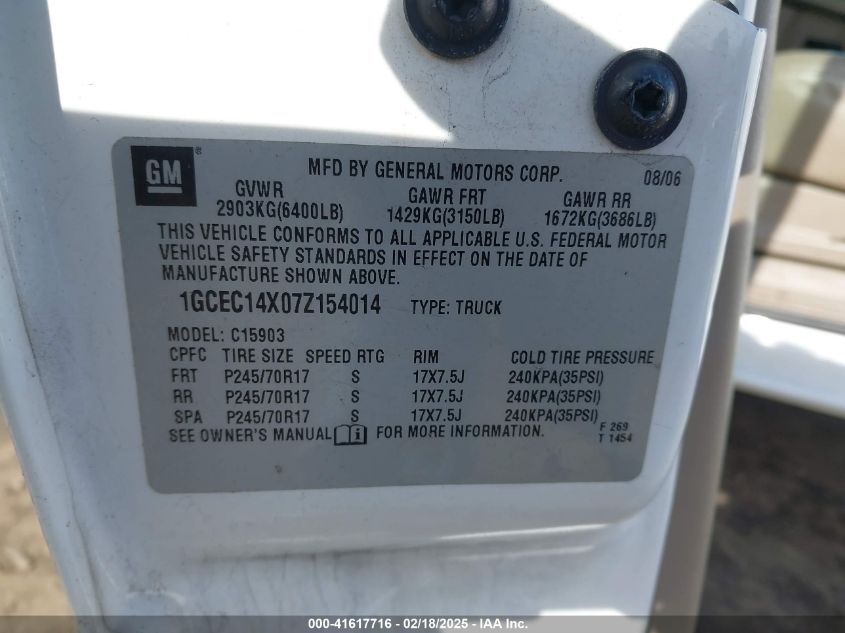 GM ® MFD BY GENERAL MOTORS CORP. 08/06
GVWR GAWR FRT GAWR RR
2903KG(6400LB) 1429KG(3150LB) 1672KG(3686LB)
THIS VEHICLE CONFORMS TO ALL APPLICABLE U.S. FEDERAL MOTOR
VEHICLE SAFETY STANDARDS IN EFFECT ON THE DATE OF
MANUFACTURE SHOWN ABOVE.
1GCEC14X07Z154014 TYPE: TRUCK
MODEL: C15903
CPFC TIRE SIZE SPEED RTG RIM COLD TIRE PRESSURE
FRT P245/70R17 S 17X7.5J 240KPA(35PSI)
RR P245/70R17 S 17X7.5J 240KPA(35PSI)
SPA P245/70R17 S 17X7.5J 240KPA(35PSI)
SEE OWNER'S MANUAL FOR MORE INFORMATION. F 269
T 1454
000-41617716 - 02/18/2025 - IAA Inc.